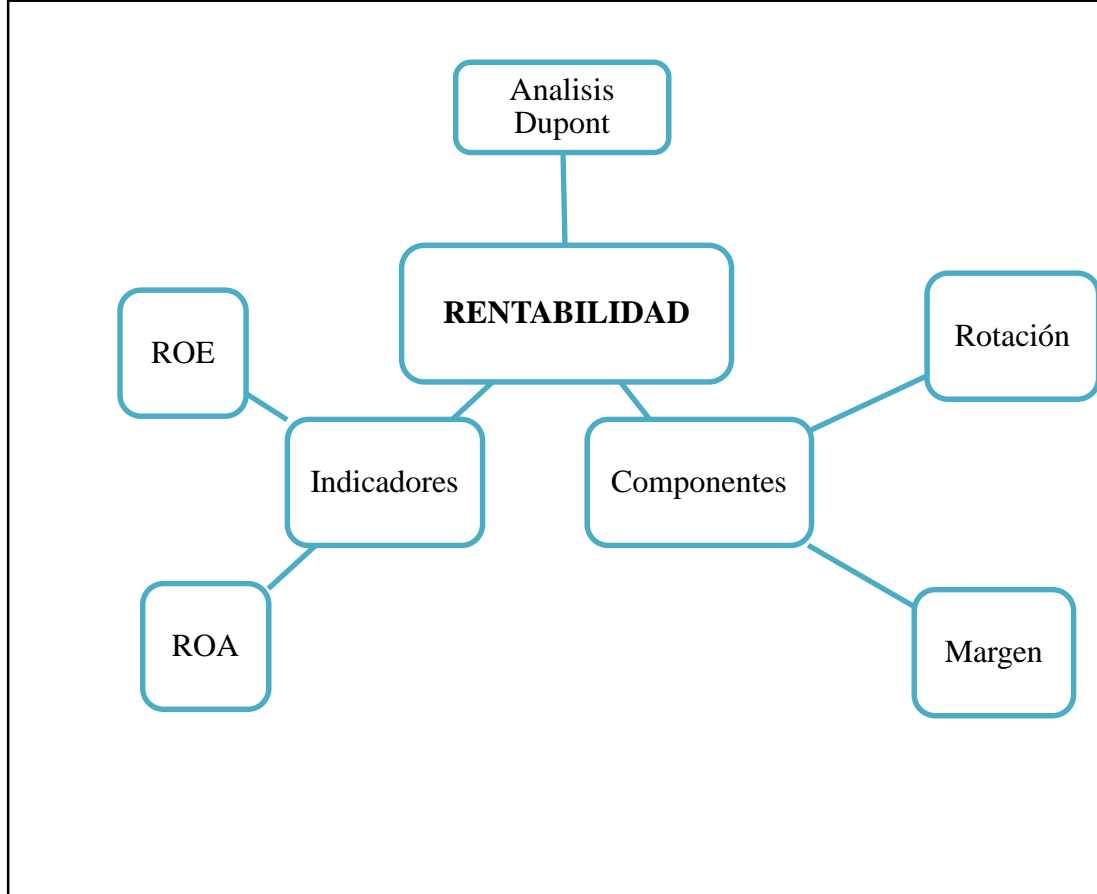 Analisis
Dupont
RENTABILIDAD
ROE
Rotación
Indicadores
Componentes
ROA
Margen